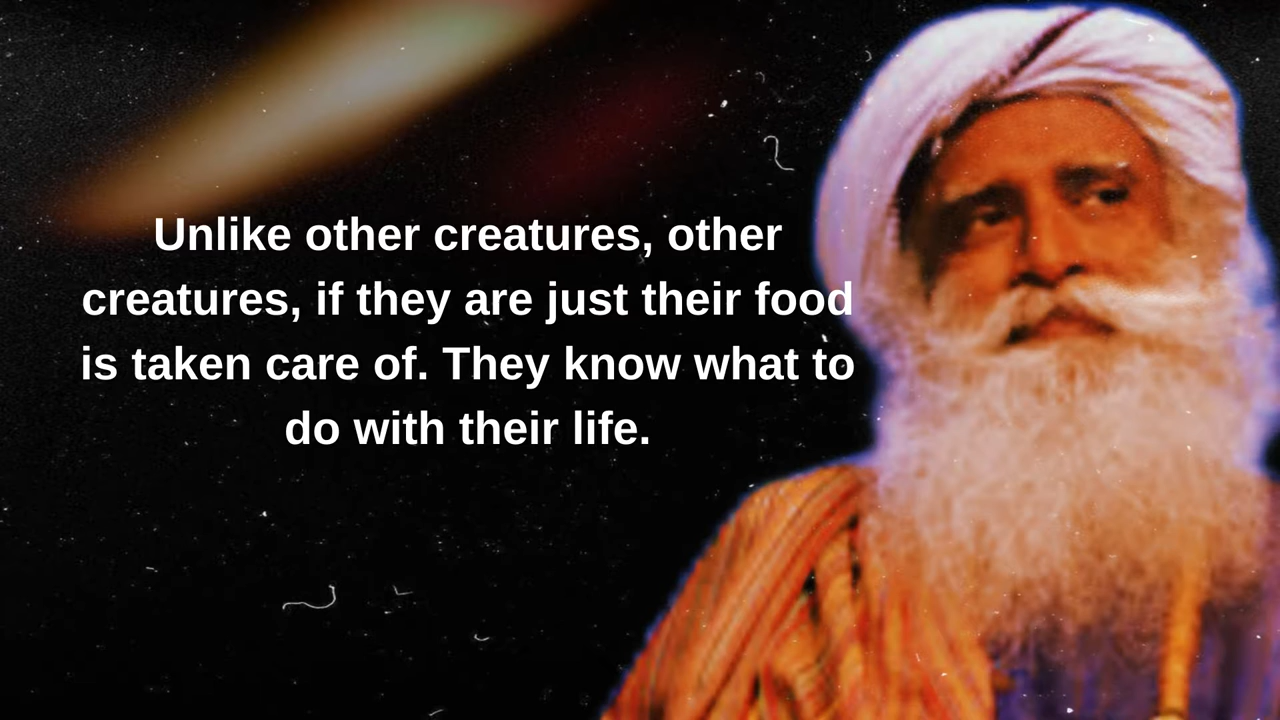 Unlike other creatures, other
creatures, if they are just their food
is taken care of. They know what to
do with their life.